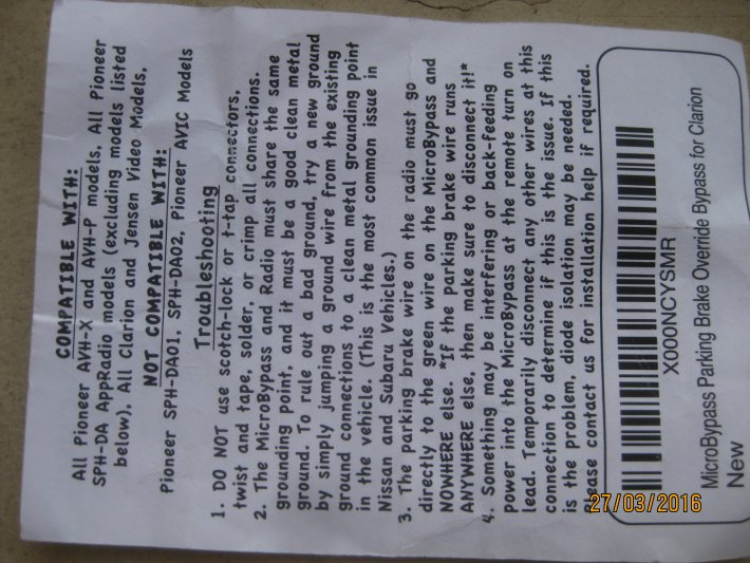 COMPATIBLE WITH:
All Pioneer AVH-X and AVH-P models, All Pioneer
SPH-DA AppRadio models (excluding models listed
below), All Clarion and Jensen Video Models,
NOT COMPATIBLE WITH:
Pioneer SPH-DA01, SPH-DA02, Pioneer AVIC Models
Troubleshooting
1. DO NOT use scotch-lock or t-tap connectors,
twist and tape, solder, or crimp all connections.
2. The MicroBypass and Radio must share the same
grounding point, and it must be a good clean metal
ground. To rule out a bad ground, try a new ground
by simply jumping a ground wire from the existing
ground connections to a clean metal grounding point
in the vehicle. (This is the most common issue in
Nissan and Subaru Vehicles.)
3. The parking brake wire on the radio must go
directly to the green wire on the MicroBypass and
NOWHERE else. *If the parking brake wire runs
ANYWHERE else, then make sure to disconnect it!*
4. Something may be interfering or back-feeding
power into the MicroBypass at the remote turn on
lead. Temporarily disconnect any other wires at this
connection to determine if this is the issue. If this
is the problem, diode isolation may be needed.
Please contact us for installation help if required.
X000NCYSMR
MicroBypass Parking Brake Override Bypass for Clarion
New
27/03/2016